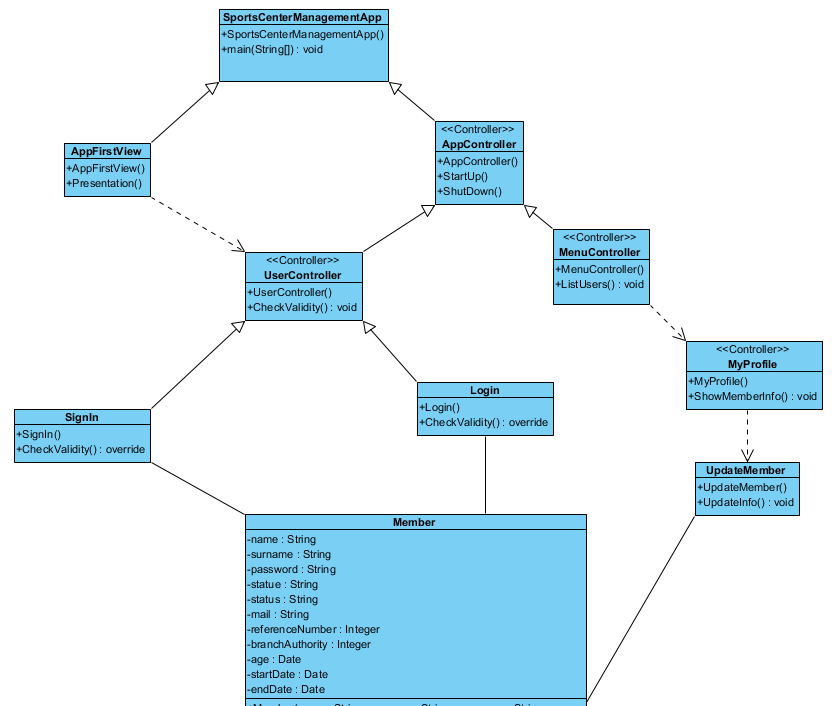 SportsCenterManagementApp
+SportsCenterManagementApp()
+main(String[]) : void
<<Controller>>
AppController
+AppController()
+StartUp()
+ShutDown()
AppFirstView
+AppFirstView()
+Presentation()
<<Controller>>
MenuController
+MenuController()
+ListUsers() : void
<<Controller>>
UserController
+UserController()
+CheckValidity() : void
<<Controller>>
MyProfile
+MyProfile()
+ShowMemberInfo() : void
Login
+Login()
+CheckValidity() : override
SignIn
+SignIn()
+CheckValidity() : override
UpdateMember
+UpdateMember()
+UpdateInfo() : void
Member
-name : String
-surname : String
-password : String
-statue : String
-status : String
-mail : String
-referenceNumber : Integer
-branchAuthority : Integer
-age : Date
-startDate : Date
-endDate : Date